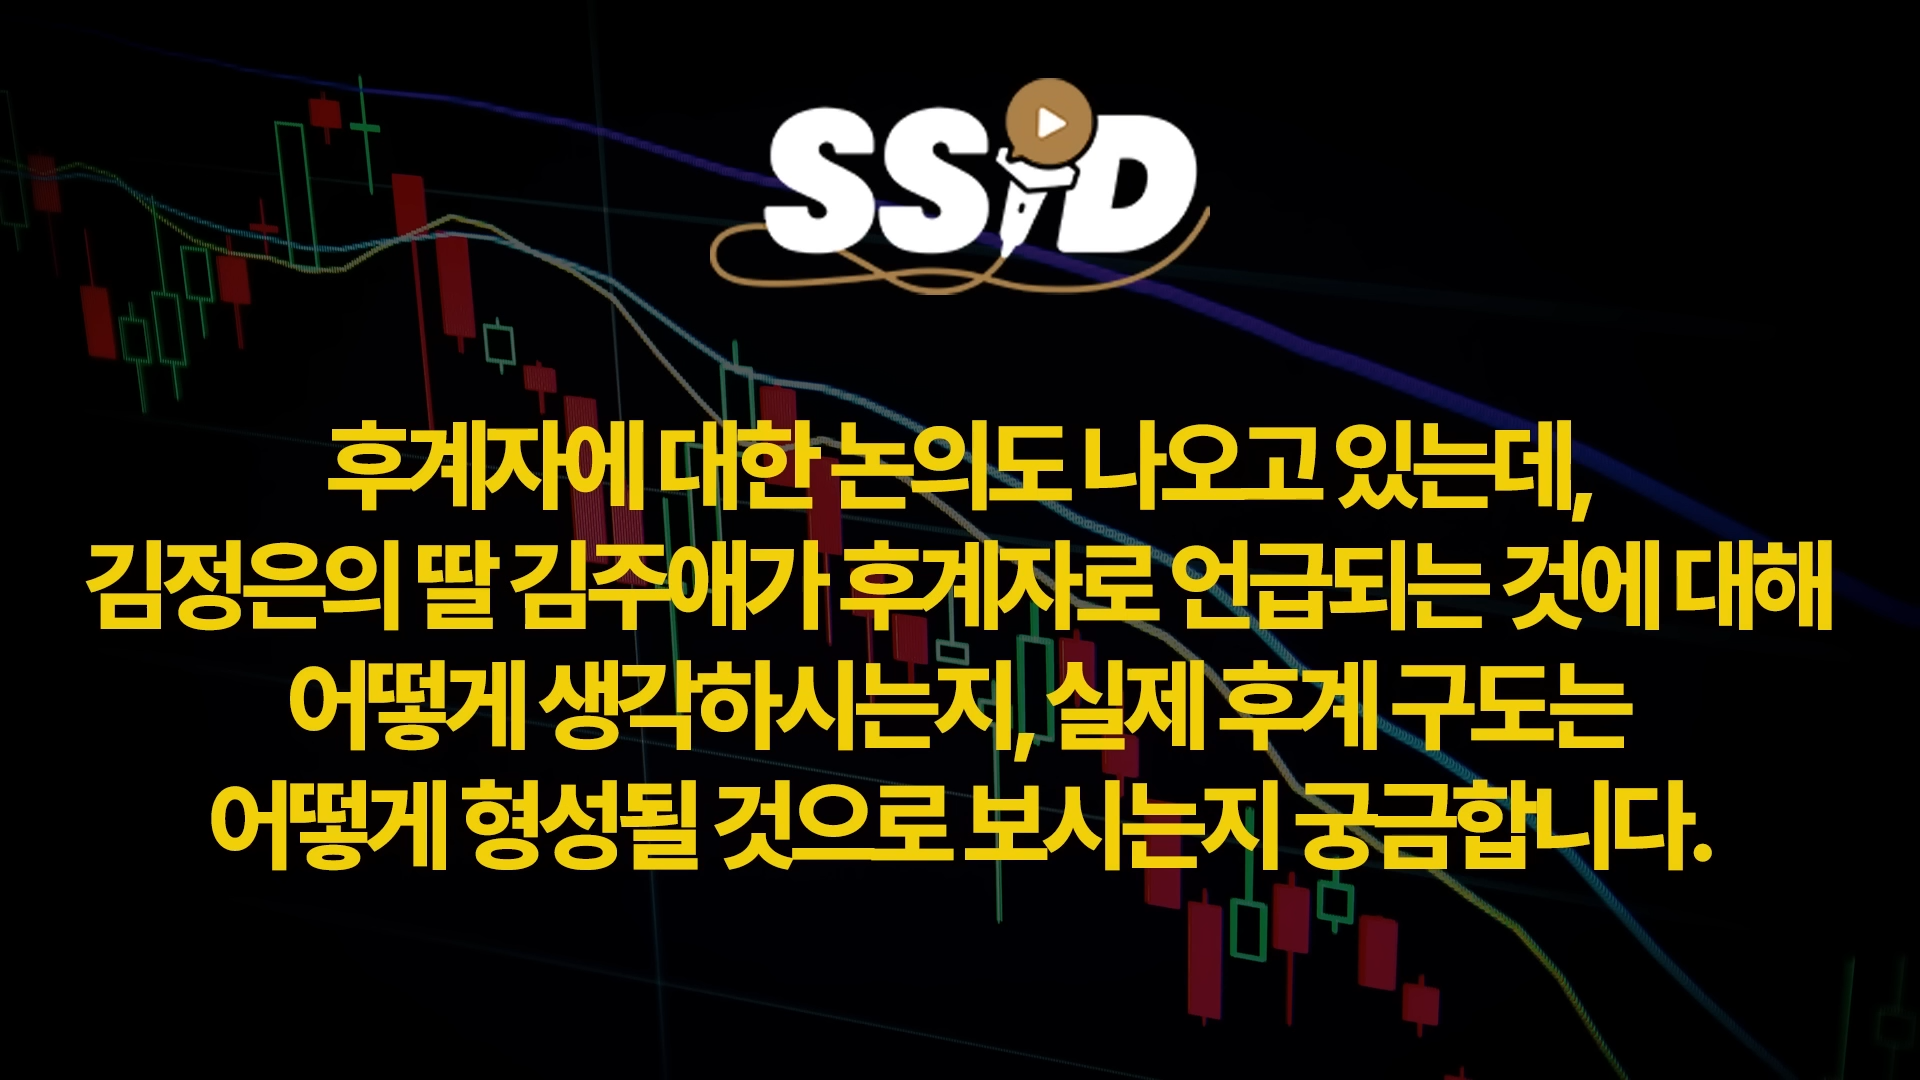 SSiD
후계자에 대한 논의도 나오고 있는데,
김정은의 딸 김주애가 후계자로 언급되는 것에 대해
어떻게 생각하시는지, 실제 후계 구도는
어떻게 형성될 것으로 보시는지 궁금합니다.